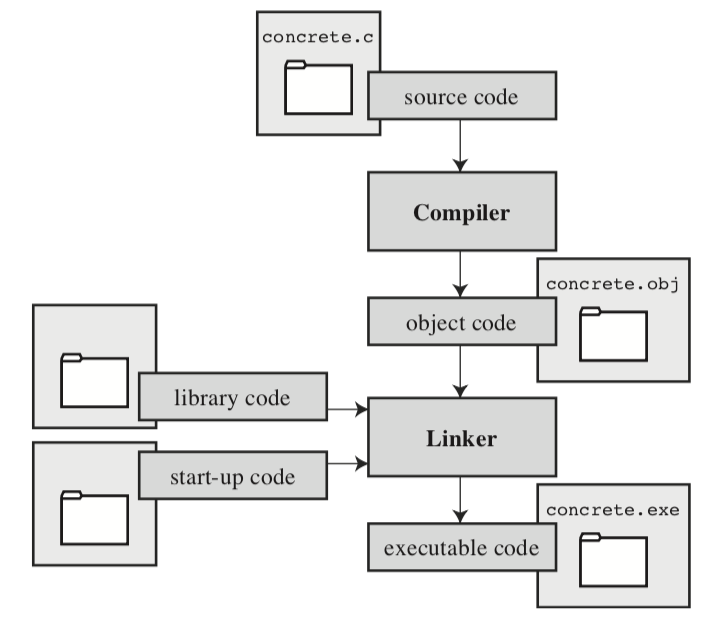 concrete.c
source code
Compiler
concrete.obj
object code
library code
Linker
start-up code
concrete.exe
executable code